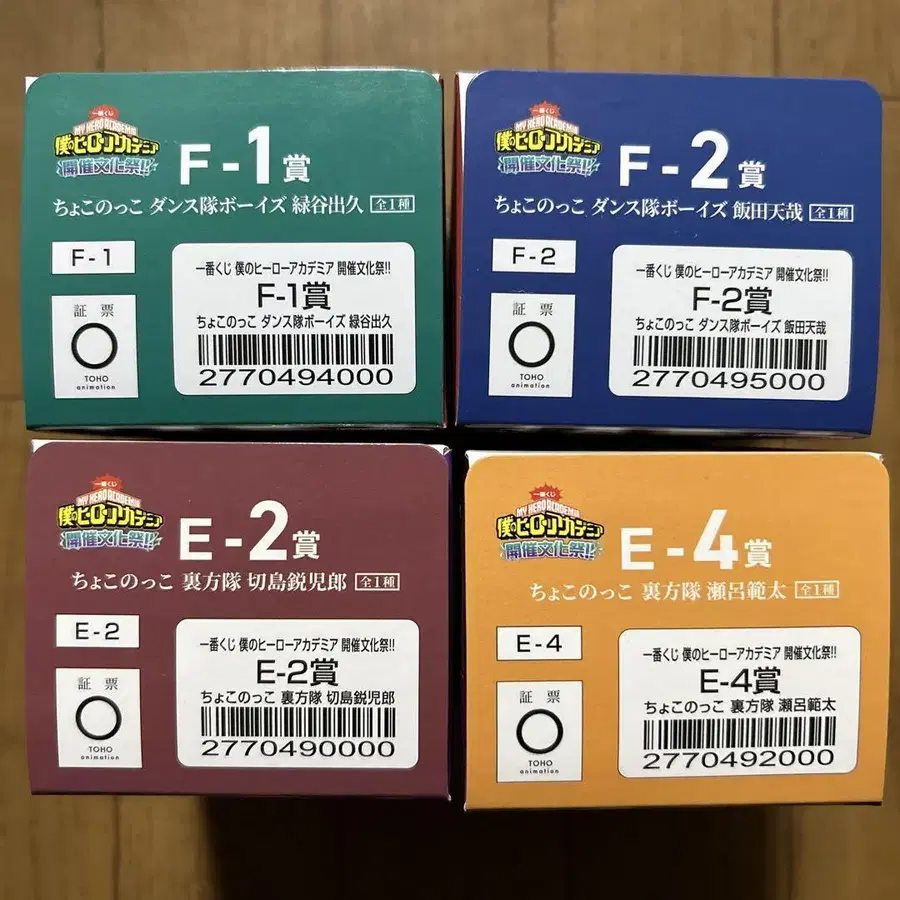 一番くじ
MY HERO ACADEMIA
僕のヒーローアカデミア
開催文化祭!!
F-1賞
ちょこのっこ ダンス隊ボーイズ 緑谷出久 全1種
F-1
証 票
TOHO
animation
一番くじ 僕のヒーローアカデミア 開催文化祭!!
F-1賞
ちょこのっこ ダンス隊ボーイズ 緑谷出久
2770494000
一番くじ
MY HERO ACADEMIA
僕のヒーローアカデミア
開催文化祭!!
F-2賞
ちょこのっこ ダンス隊ボーイズ 飯田天哉 全1種
F-2
証 票
TOHO
animation
一番くじ 僕のヒーローアカデミア 開催文化祭!!
F-2賞
ちょこのっこ ダンス隊ボーイズ 飯田天哉
2770495000
一番くじ
MY HERO ACADEMIA
僕のヒーローアカデミア
開催文化祭!!
E-2賞
ちょこのっこ 裏方隊 切島鋭児郎 全1種
E-2
証 票
TOHO
animation
一番くじ 僕のヒーローアカデミア 開催文化祭!!
E-2賞
ちょこのっこ 裏方隊 切島鋭児郎
2770490000
一番くじ
MY HERO ACADEMIA
僕のヒーローアカデミア
開催文化祭!!
E-4賞
ちょこのっこ 裏方隊 瀬呂範太 全1種
E-4
証 票
TOHO
animation
一番くじ 僕のヒーローアカデミア 開催文化祭!!
E-4賞
ちょこのっこ 裏方隊 瀬呂範太
2770492000